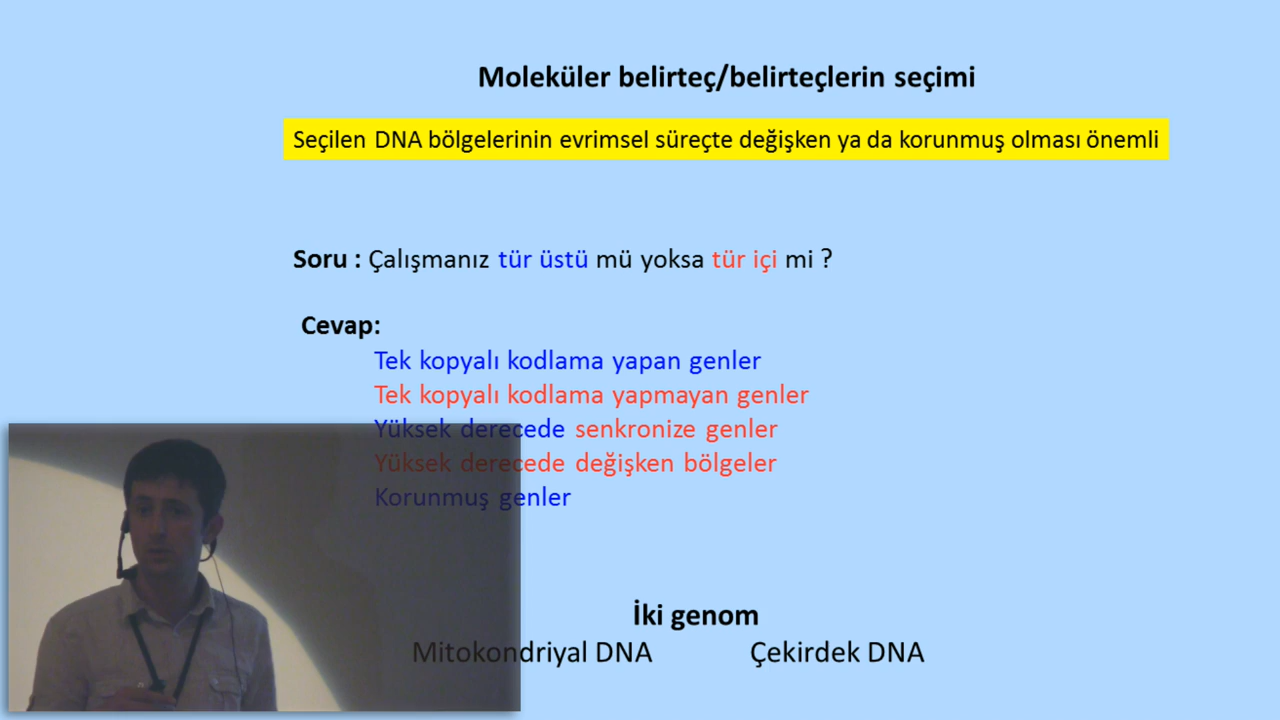 Moleküler belirteç/belirteçlerin seçimi
Seçilen DNA bölgelerinin evrimsel süreçte değişken ya da korunmuş olması önemli
Soru : Çalışmanız tür üstü mü yoksa tür içi mi ?
Cevap:
Tek kopyalı kodlama yapan genler
Tek kopyalı kodlama yapmayan genler
Yüksek derecede senkronize genler
Yüksek derecede değişken bölgeler
Korunmuş genler
İki genom
Mitokondriyal DNA Çekirdek DNA